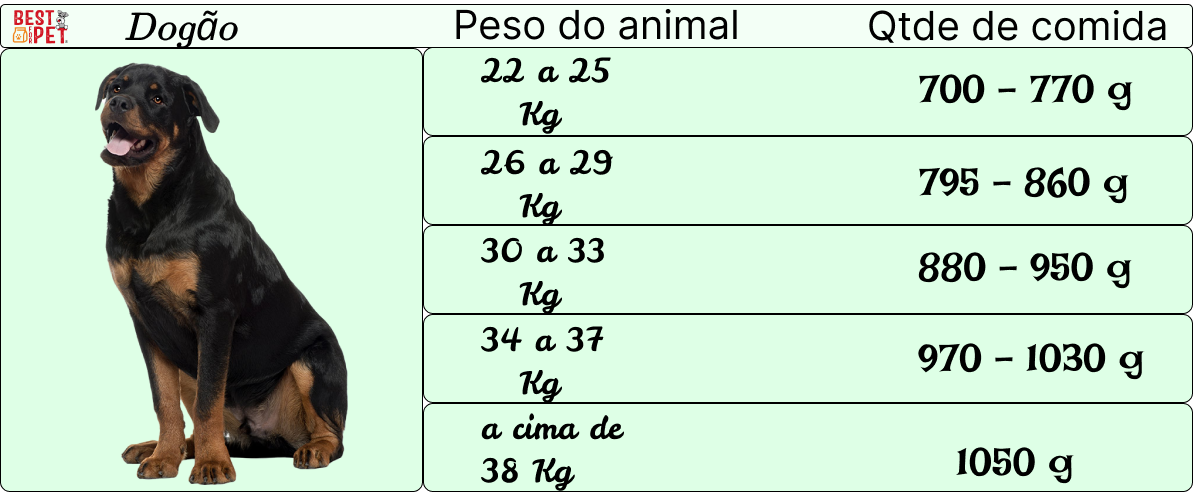 BEST
FOR
PET
Dogão
Peso do animal
Qtde de comida
22 a 25
Kg
700 - 770 g
26 a 29
Kg
795 - 860 g
30 a 33
Kg
880 - 950 g
34 a 37
Kg
970 - 1030 g
a cima de
38 Kg
1050 g